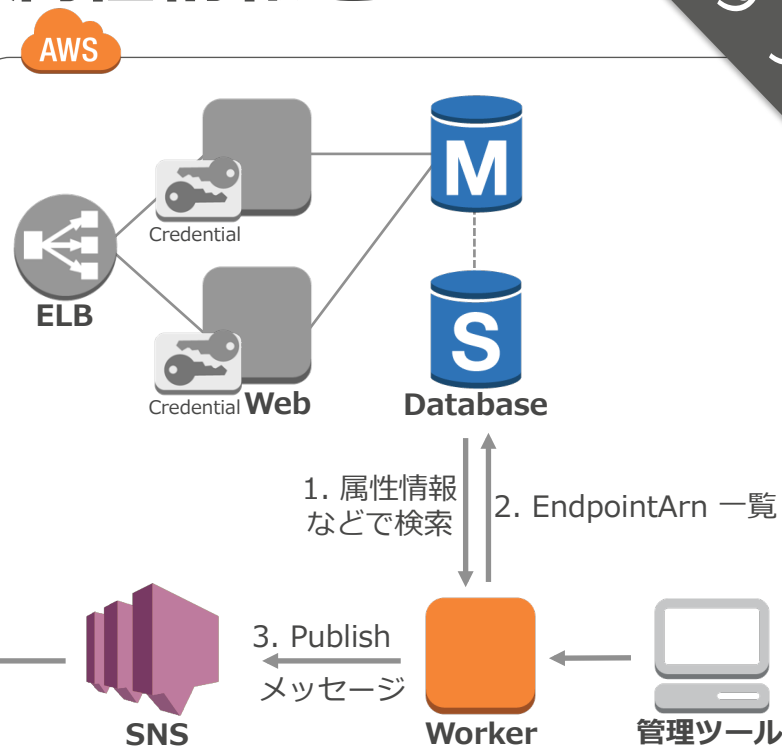 AWS
M
Credential
ELB
S
Credential
Web
Database
1. 属性情報
などで検索
2. EndpointArn 一覧
3. Publish
メッセージ
SNS
Worker
管理ツール